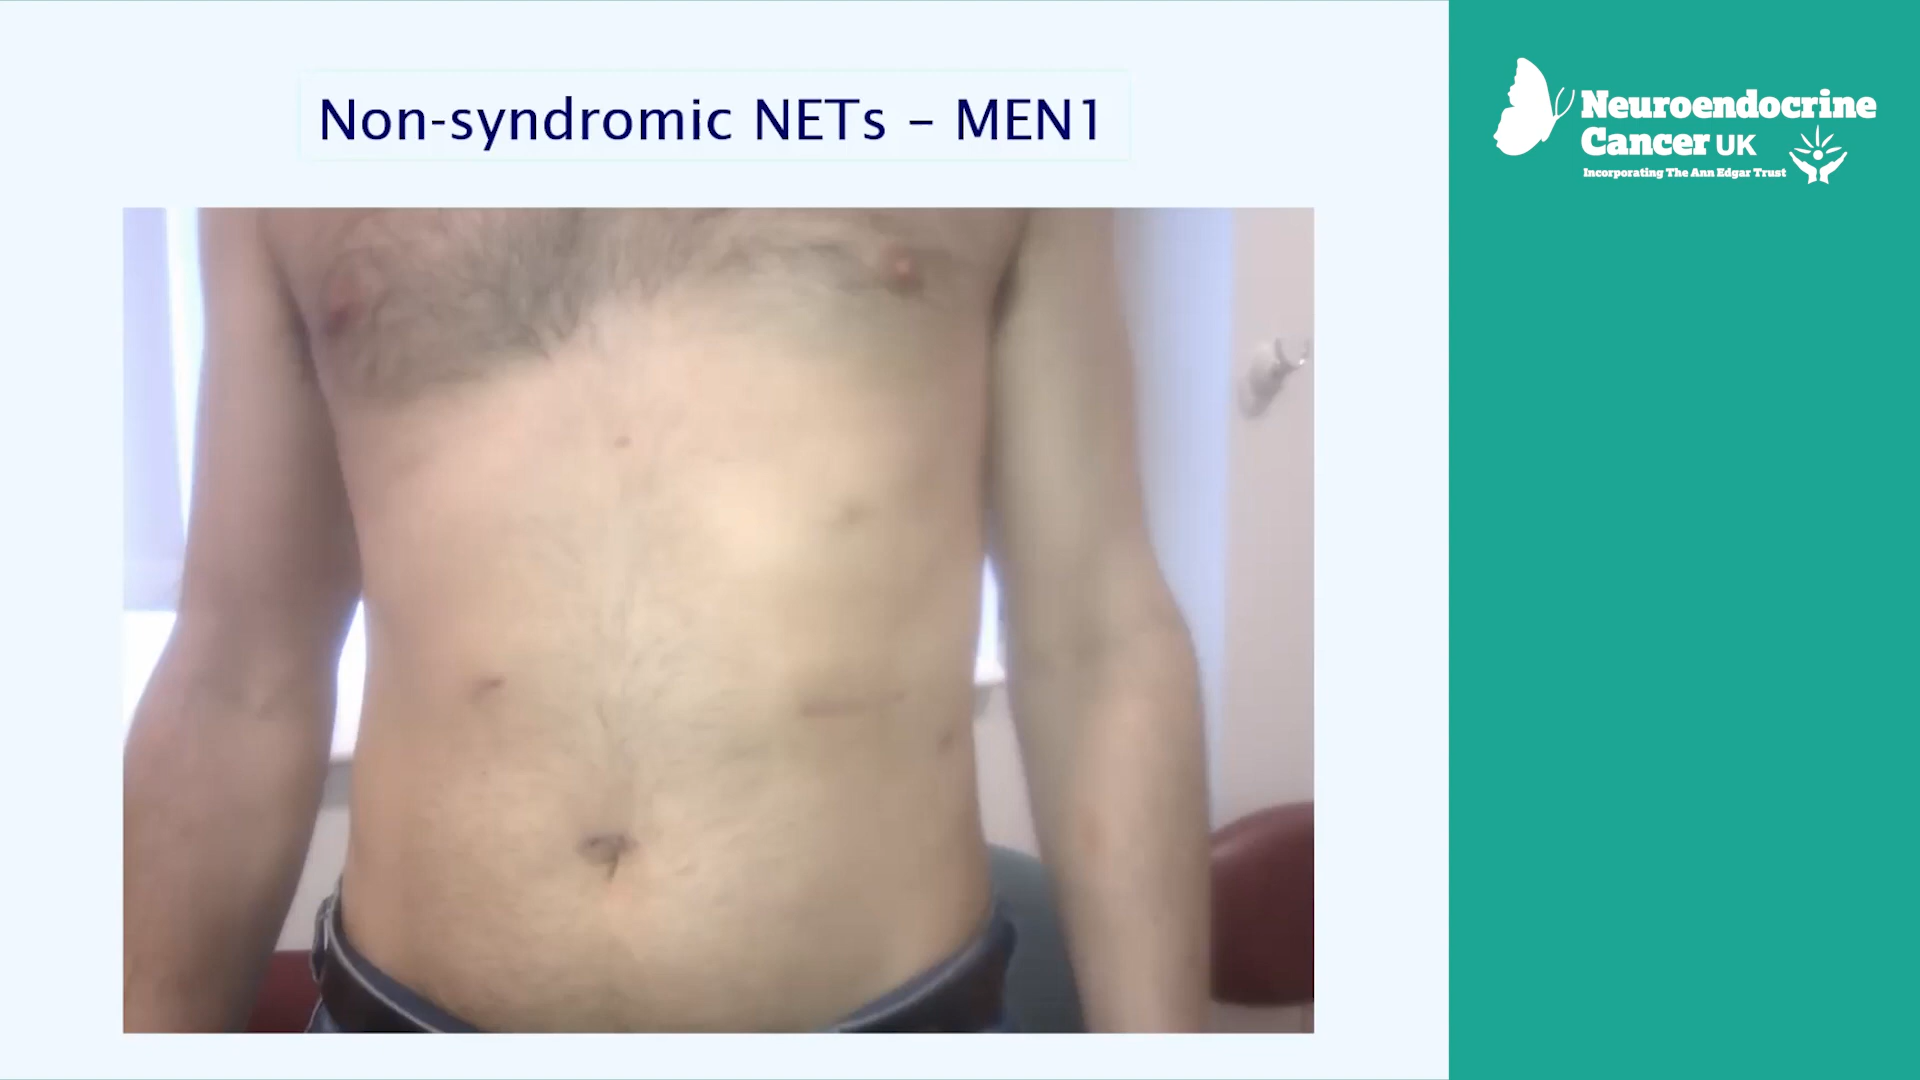 Non-syndromic NETs – MEN1
Neuroendocrine
Cancer UK
Incorporating The Ann Edgar Trust